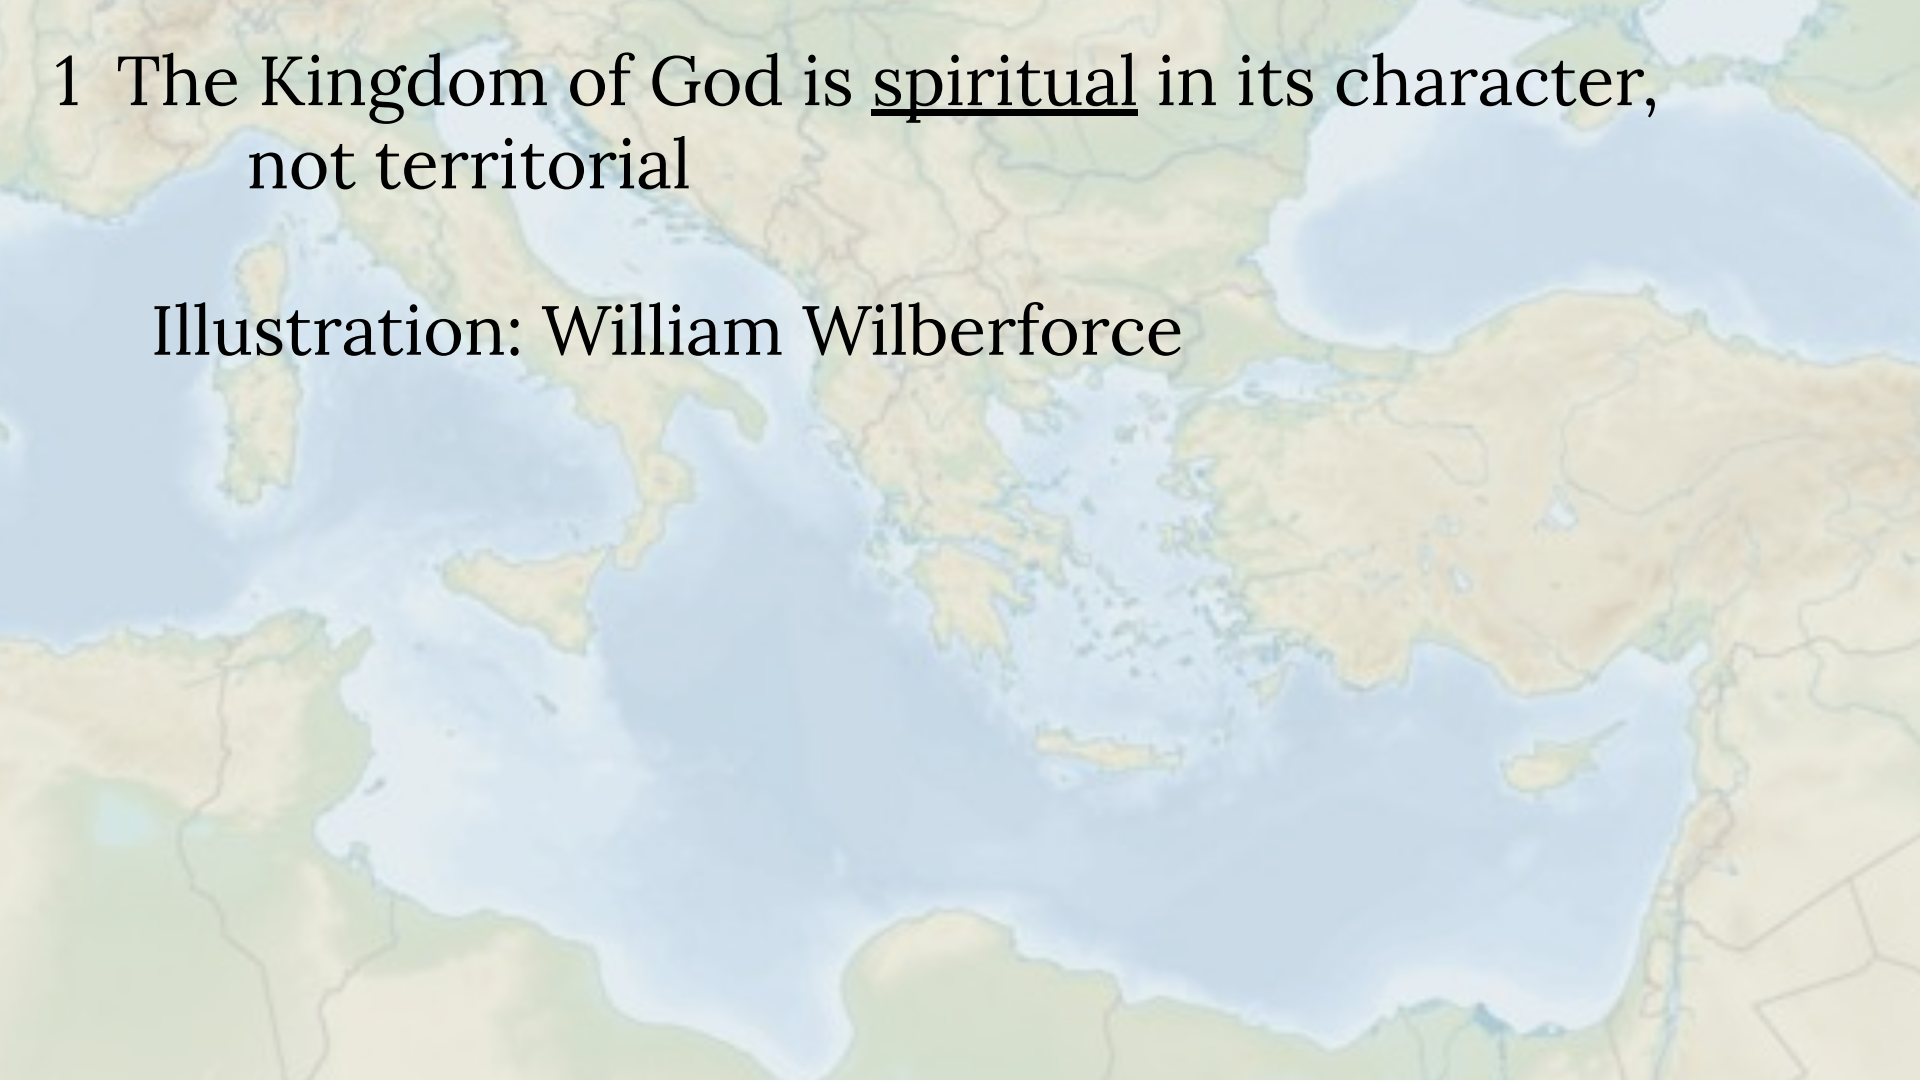 1 The Kingdom of God is spiritual in its character,
not territorial
Illustration: William Wilberforce